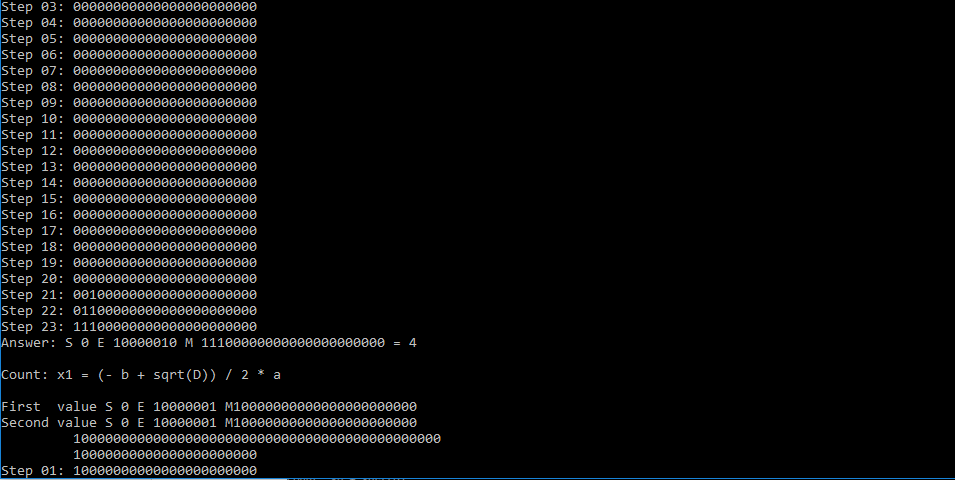 Step 03: 00000000000000000000000
Step 04: 00000000000000000000000
Step 05: 00000000000000000000000
Step 06: 00000000000000000000000
Step 07: 00000000000000000000000
Step 08: 00000000000000000000000
Step 09: 00000000000000000000000
Step 10: 00000000000000000000000
Step 11: 00000000000000000000000
Step 12: 00000000000000000000000
Step 13: 00000000000000000000000
Step 14: 00000000000000000000000
Step 15: 00000000000000000000000
Step 16: 00000000000000000000000
Step 17: 00000000000000000000000
Step 18: 00000000000000000000000
Step 19: 00000000000000000000000
Step 20: 00000000000000000000000
Step 21: 00100000000000000000000
Step 22: 01100000000000000000000
Step 23: 11100000000000000000000
Answer: S 0 E 10000010 M 11100000000000000000000 = 4
Count: x1 = (- b + sqrt(D)) / 2 * a
First  value S 0 E 10000001 M10000000000000000000000
Second value S 0 E 10000001 M10000000000000000000000
1000000000000000000000000000000000000000000000
10000000000000000000000
Step 01: 10000000000000000000000